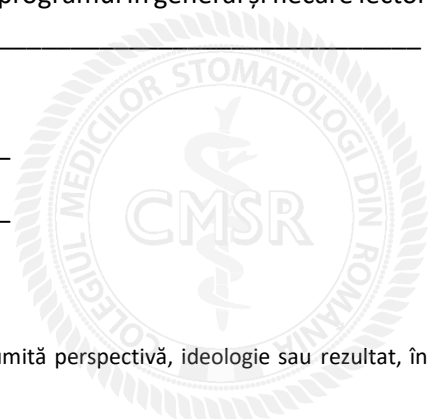 programul în general și fiecare lector
COLEGIUL MEDICILOR STOMATOLOGI DIN ROMÂNIA
CMSR
umită perspectivă, ideologie sau rezultat, în